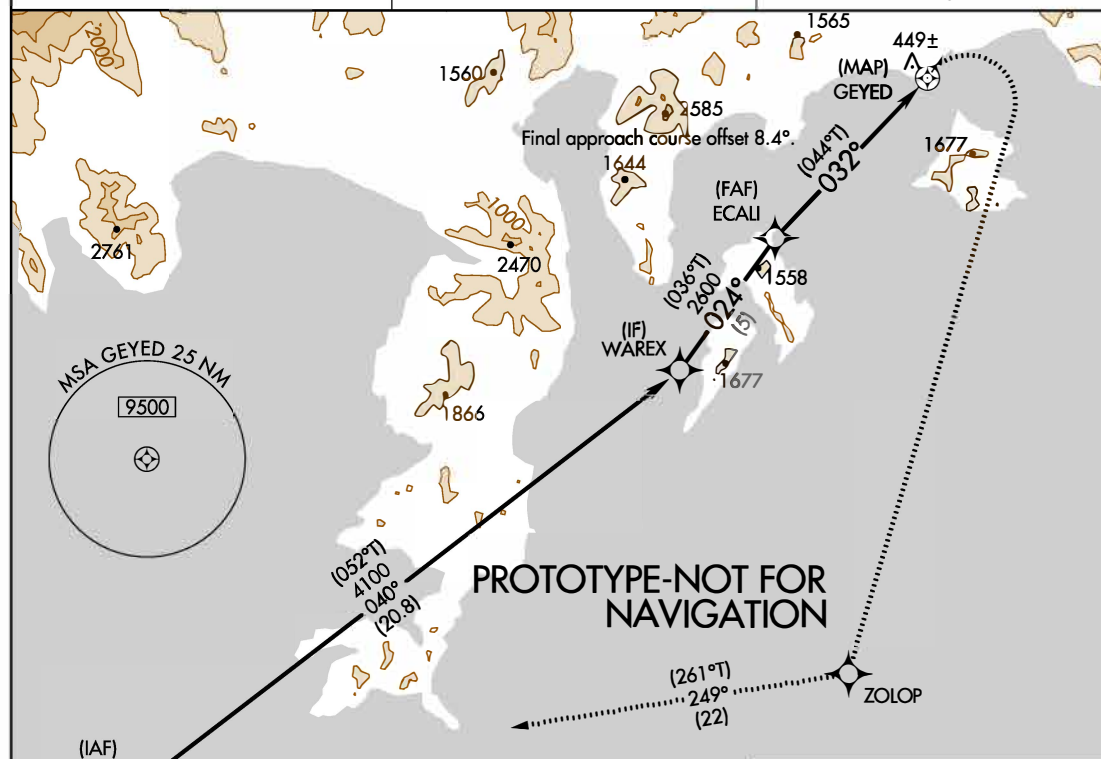 2000
1565
449±
1560
(MAP)
GEYED
2585
Final approach course offset 8.4°.
(044°T)
032°
1677
1644
(FAF)
ECALI
1000
2761
2470
(036°T)
2600
024°
(5)
1558
(IF)
WAREX
1677
MSA GEYED 25 NM
9500
1866
(052°T)
4100
040°
(20.8)
PROTOTYPE-NOT FOR
NAVIGATION
(261°T)
249°
(22)
ZOLOP
(IAF)